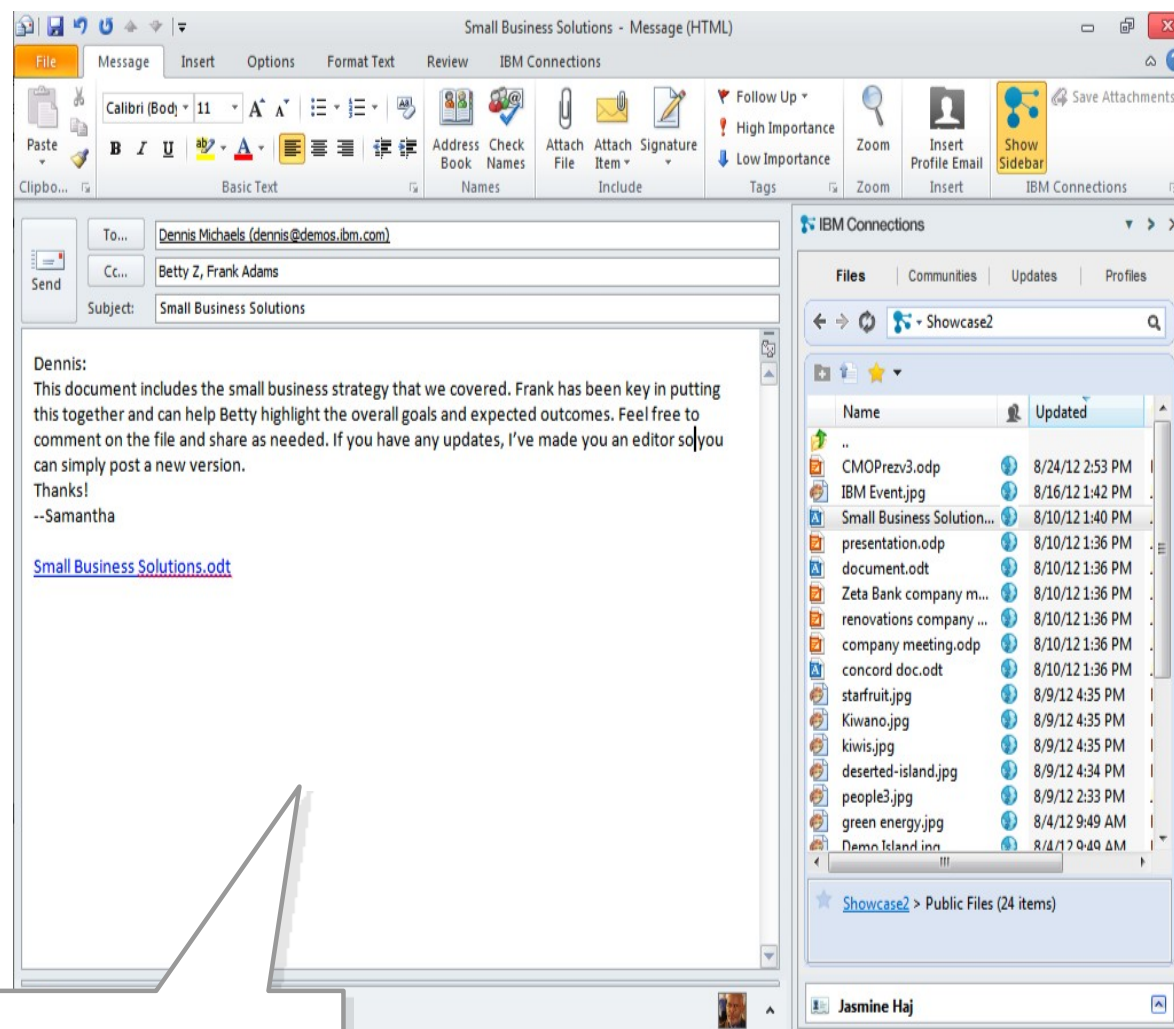 Small Business Solutions - Message (HTML)
File Message Insert Options Format Text Review IBM Connections
Paste
Calibri (Body 11
B I U
Address Book
Check Names
Attach File
Attach Item
Signature
Follow Up
High Importance
Low Importance
Zoom
Insert Profile Email
Show Sidebar
Save Attachments
Clipbo... Basic Text Names Include Tags Zoom Insert IBM Connections
Send
To... Dennis Michaels (dennis@demos.ibm.com)
Cc... Betty Z, Frank Adams
Subject: Small Business Solutions
Dennis:
This document includes the small business strategy that we covered. Frank has been key in putting
this together and can help Betty highlight the overall goals and expected outcomes. Feel free to
comment on the file and share as needed. If you have any updates, I've made you an editor so you
can simply post a new version.
Thanks!
--Samantha
Small Business Solutions.odt
IBM Connections
Files Communities Updates Profiles
Showcase2
Name Updated
..
CMOPrezv3.odp 8/24/12 2:53 PM
IBM Event.jpg 8/16/12 1:42 PM
Small Business Solution... 8/10/12 1:40 PM
presentation.odp 8/10/12 1:36 PM
document.odt 8/10/12 1:36 PM
Zeta Bank company m... 8/10/12 1:36 PM
renovations company ... 8/10/12 1:36 PM
company meeting.odp 8/10/12 1:36 PM
concord doc.odt 8/10/12 1:36 PM
starfruit.jpg 8/9/12 4:35 PM
Kiwano.jpg 8/9/12 4:35 PM
kiwis.jpg 8/9/12 4:35 PM
deserted-island.jpg 8/9/12 4:34 PM
people3.jpg 8/9/12 2:33 PM
green energy.jpg 8/4/12 9:49 AM
Demo Island.jpg 8/4/12 9:49 AM
Showcase2 > Public Files (24 items)
Jasmine Haj